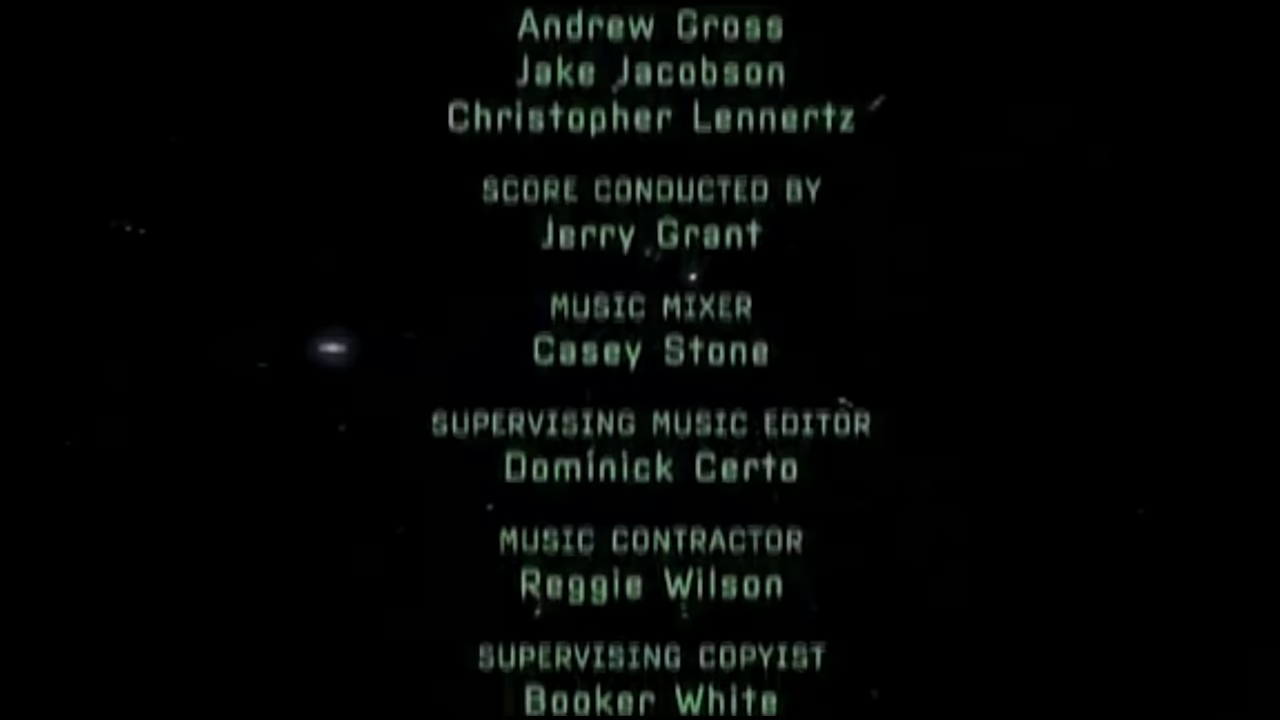 Andrew Gross
Jake Jacobson
Christopher Lennertz
SCORE CONDUCTED BY
Jerry Grant
MUSIC MIXER
Casey Stone
SUPERVISING MUSIC EDITOR
Dominick Certo
MUSIC CONTRACTOR
Reggie Wilson
SUPERVISING COPYIST
Booker White